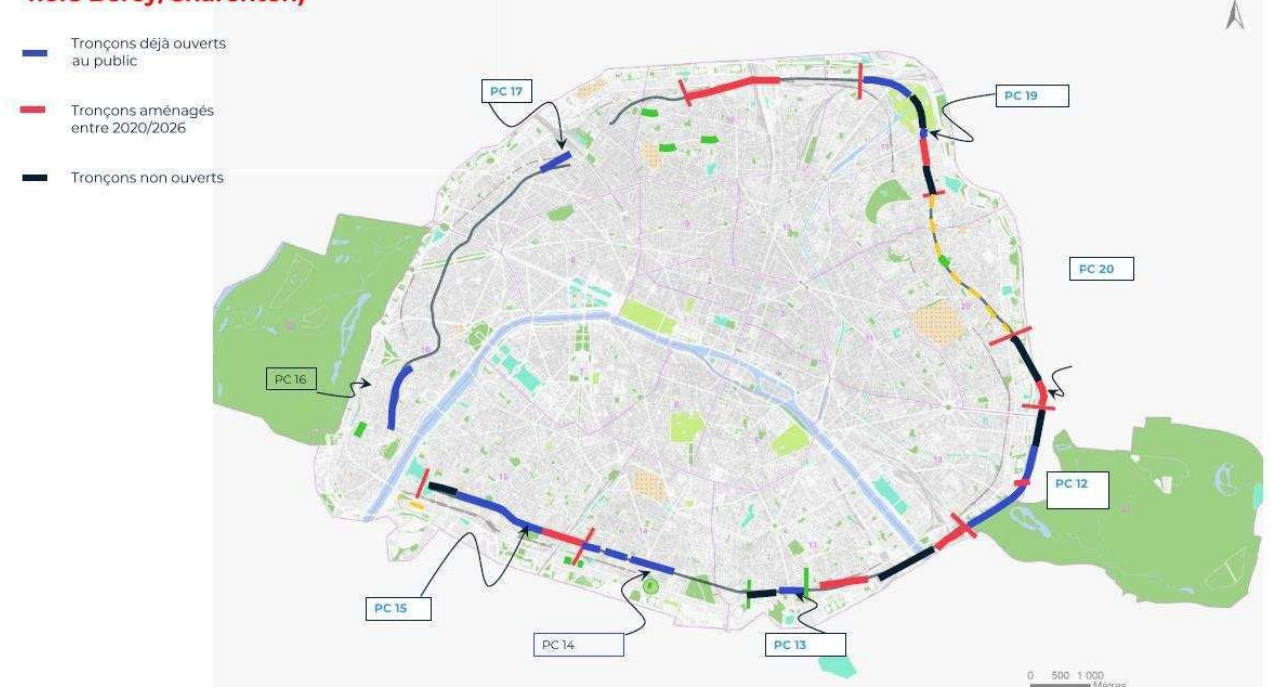 Tronçons déjà ouverts
au public
Tronçons aménagés
entre 2020/2026
Tronçons non ouverts
PC 17
PC 19
PC 20
PC 16
PC 12
PC 15
PC 14
PC 13
0 500 1 000
Mètres